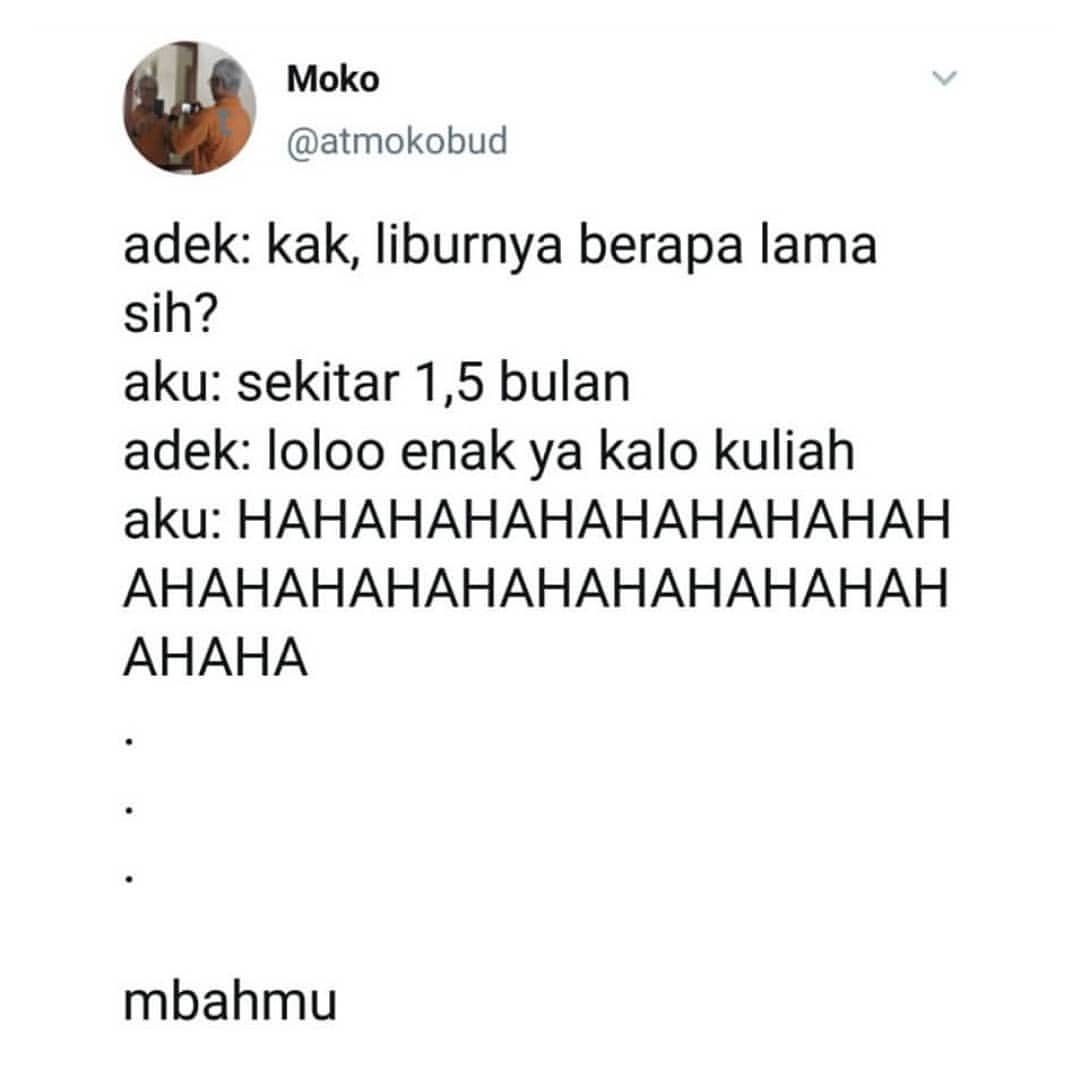 Moko
@atmokobud
adek: kak, liburnya berapa lama
sih?
aku: sekitar 1,5 bulan
adek: loloo enak ya kalo kuliah
aku: HAHAHAHAHAHAHAHAHAH
AHAHAHAHAHAHAHAHAHAHAH
AHAHA
.
.
.
mbahmu